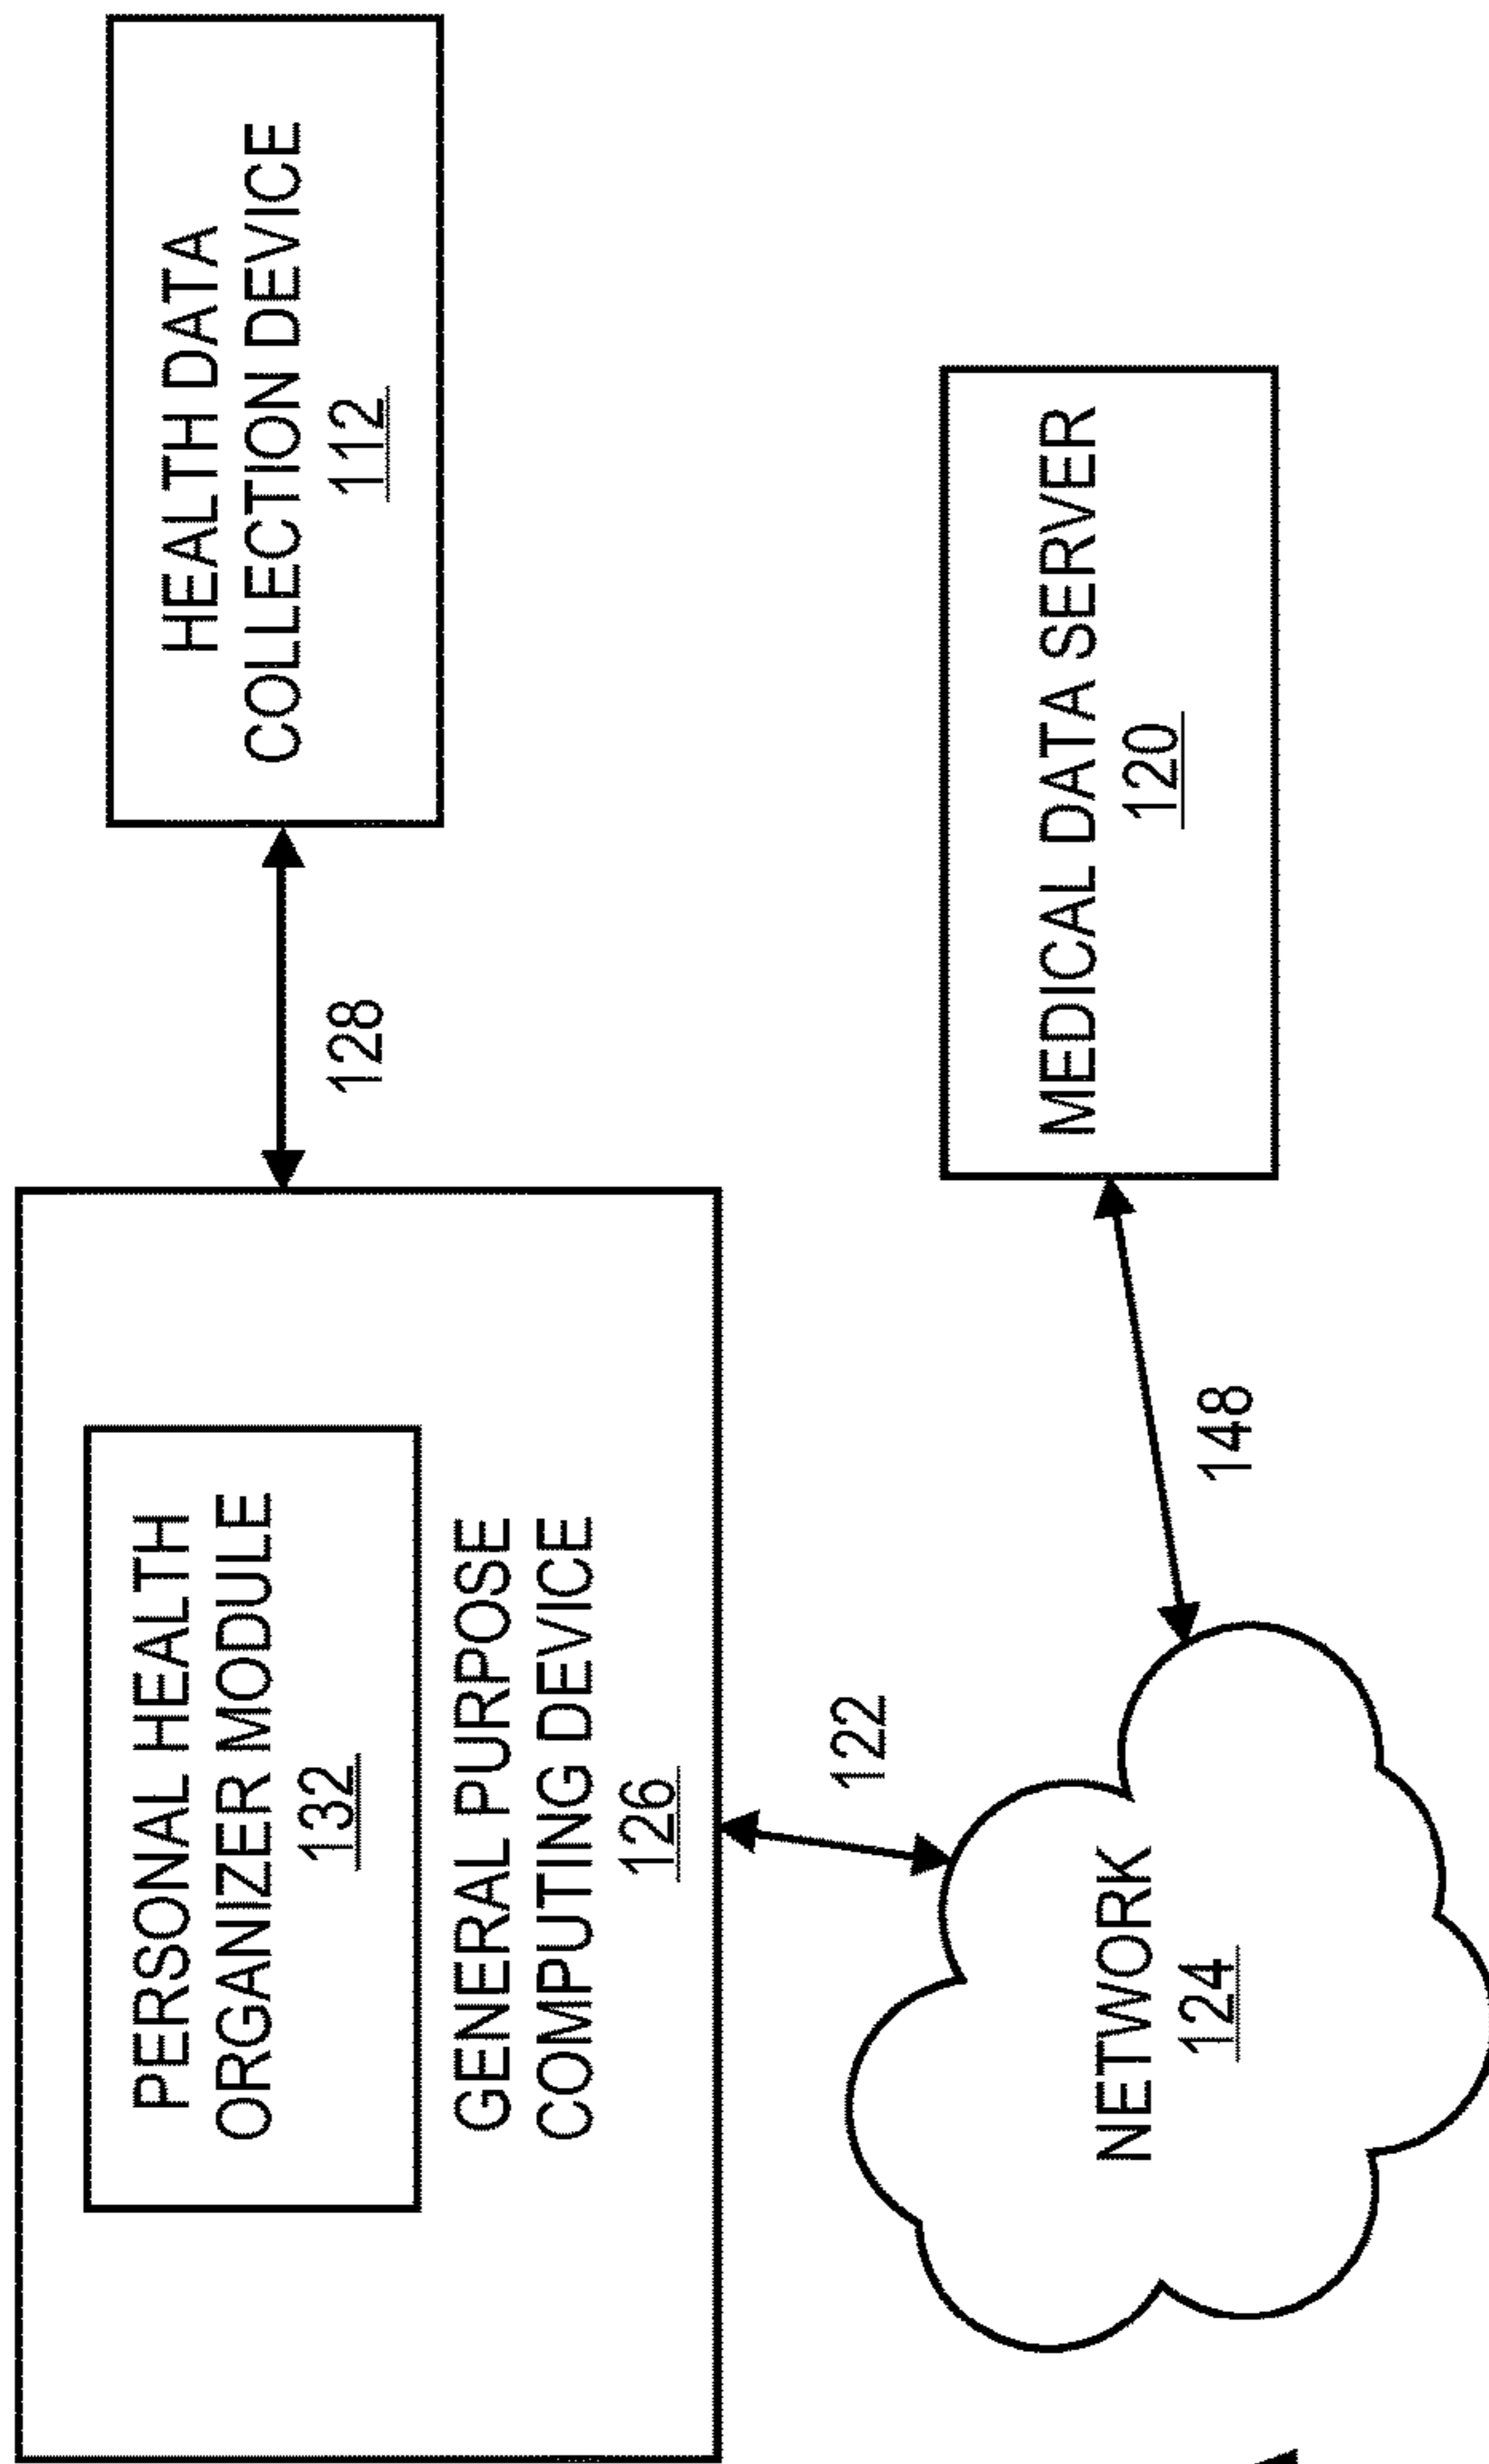 PERSONAL HEALTH
ORGANIZER MODULE
132
GENERAL PURPOSE
COMPUTING DEVICE
126
128
HEALTH DATA
COLLECTION DEVICE
112
122
NETWORK
124
148
MEDICAL DATA SERVER
120